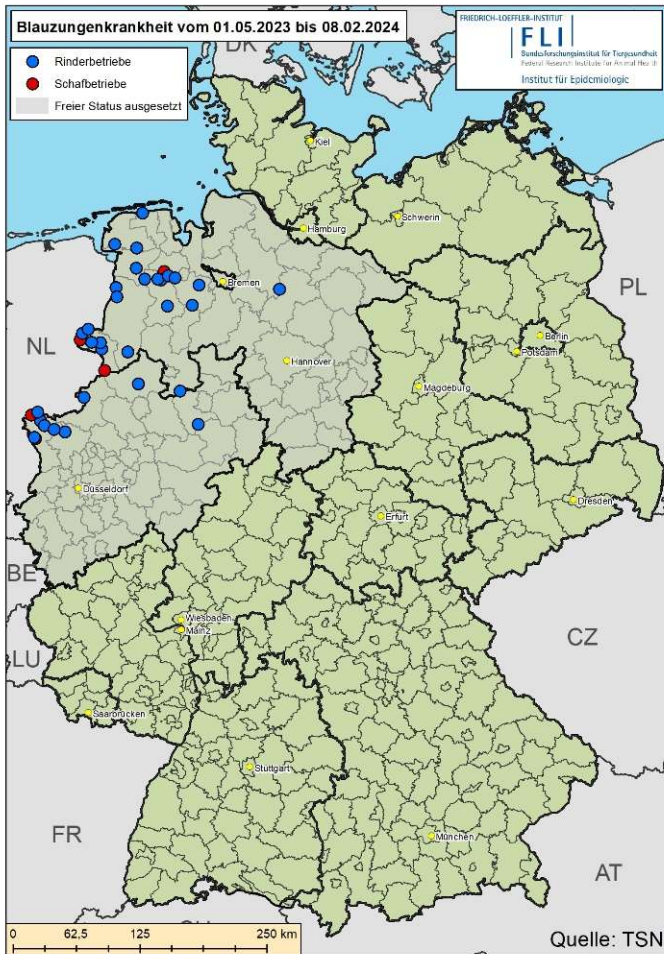 Blauzungenkrankheit vom 01.05.2023 bis 08.02.2024
FRIEDRICH-LOEFFLER-INSTITUT
FLI
Bundesforschungsinstitut für Tiergesundheit
Federal Research Institute for Animal Health
Institut für Epidemiologie
Rinderbetriebe
Schafbetriebe
Freier Status ausgesetzt
DK
Kiel
Schwerin
Hamburg
Bremen
PL
NL
Berlin
Potsdam
Hannover
Magdeburg
Düsseldorf
Dresden
Erfurt
BE
Wiesbaden
Mainz
CZ
LU
Saarbrücken
Stuttgart
FR
München
AT
0 62,5 125 250 km
Quelle: TSN